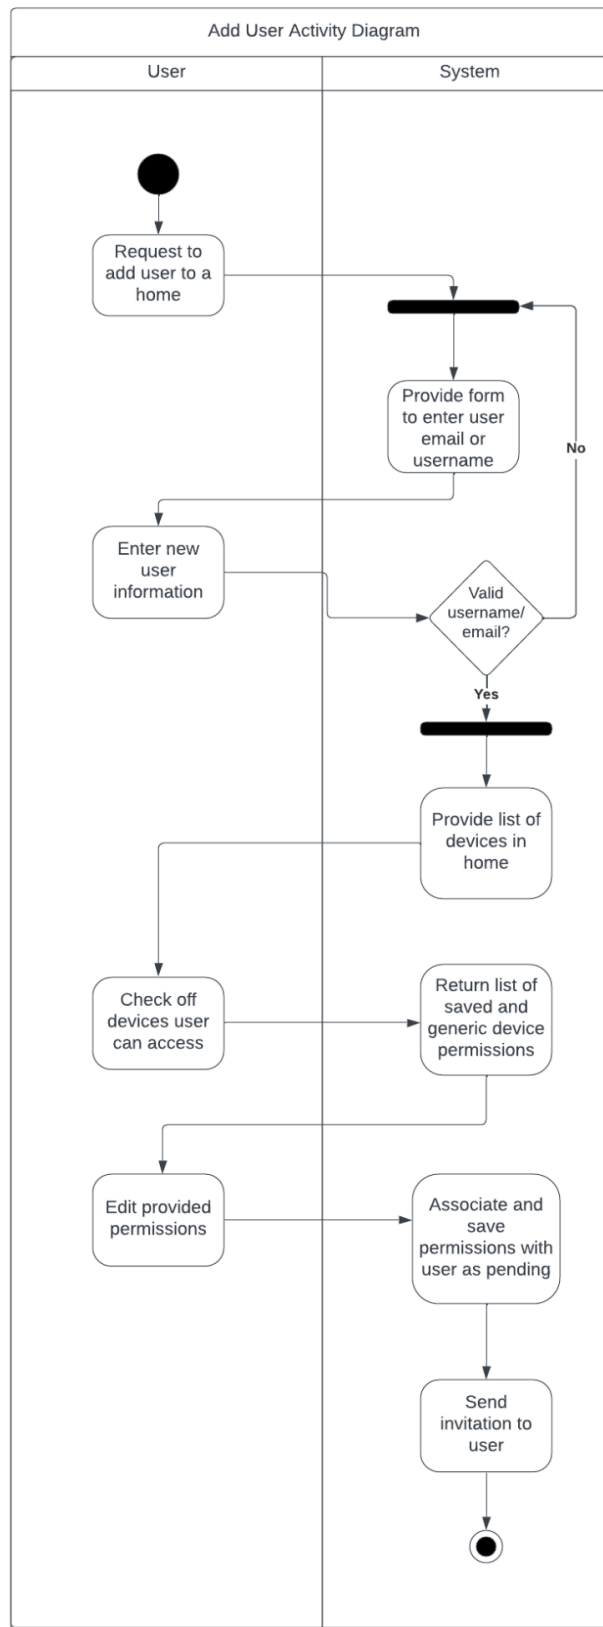 Add User Activity Diagram
User
System
Request to
add user to a
home
Provide form
to enter user
email or
username
No
Enter new
user
information
Valid
username/
email?
Yes
Provide list of
devices in
home
Check off
devices user
can access
Return list of
saved and
generic device
permissions
Edit provided
permissions
Associate and
save
permissions with
user as pending
Send
invitation to
user